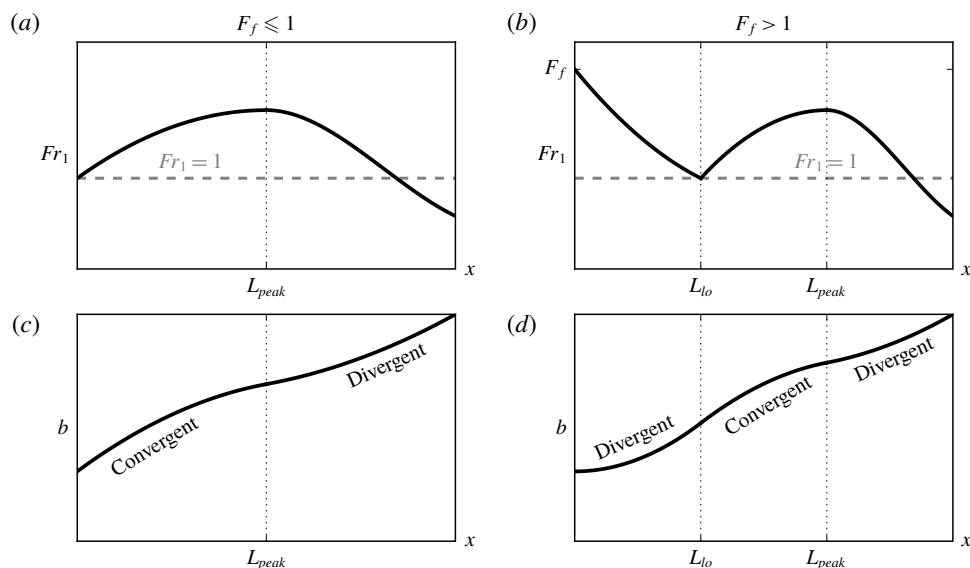 (a) F_f ⩽ 1
Fr_1
Fr_1 = 1
x
L_peak
(b) F_f > 1
F_f
Fr_1
Fr_1 = 1
x
L_lo L_peak
(c)
b
Convergent
Divergent
x
L_peak
(d)
b
Divergent
Convergent
Divergent
x
L_lo L_peak